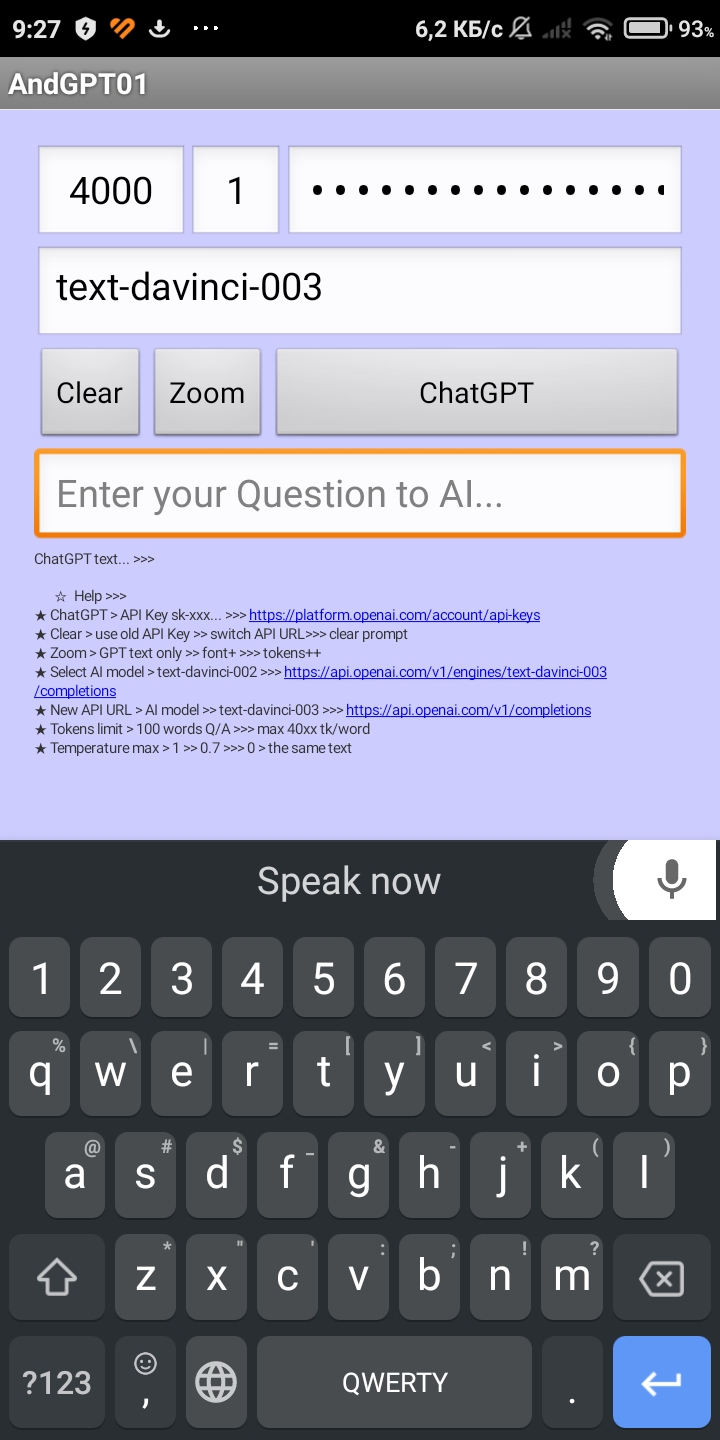 9:27 ... 6,2 КБ/с 93%
AndGPT01
4000 1 ••••••••••••••••
text-davinci-003
Clear Zoom ChatGPT
Enter your Question to AI...
ChatGPT text... >>>
☆ Help >>>
★ ChatGPT > API Key sk-xxx... >>> https://platform.openai.com/account/api-keys
★ Clear > use old API Key >> switch API URL>>> clear prompt
★ Zoom > GPT text only >> font+ >>> tokens++
★ Select AI model > text-davinci-002 >>> https://api.openai.com/v1/engines/text-davinci-003
/completions
★ New API URL > AI model >> text-davinci-003 >>> https://api.openai.com/v1/completions
★ Tokens limit > 100 words Q/A >>> max 40xx tk/word
★ Temperature max > 1 >> 0.7 >>> 0 > the same text
Speak now
1 2 3 4 5 6 7 8 9 0
% \ | = [ ] < > { }
q w e r t y u i o p
@ # $ _ & - + ( )
a s d f g h j k l
* " ' : ; ! ?
z x c v b n m
?123 , QWERTY .